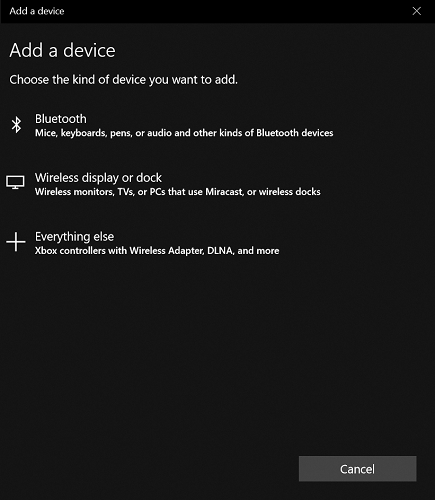 Add a device
Add a device
Choose the kind of device you want to add.
Bluetooth
Mice, keyboards, pens, or audio and other kinds of Bluetooth devices
Wireless display or dock
Wireless monitors, TVs, or PCs that use Miracast, or wireless docks
Everything else
Xbox controllers with Wireless Adapter, DLNA, and more
Cancel